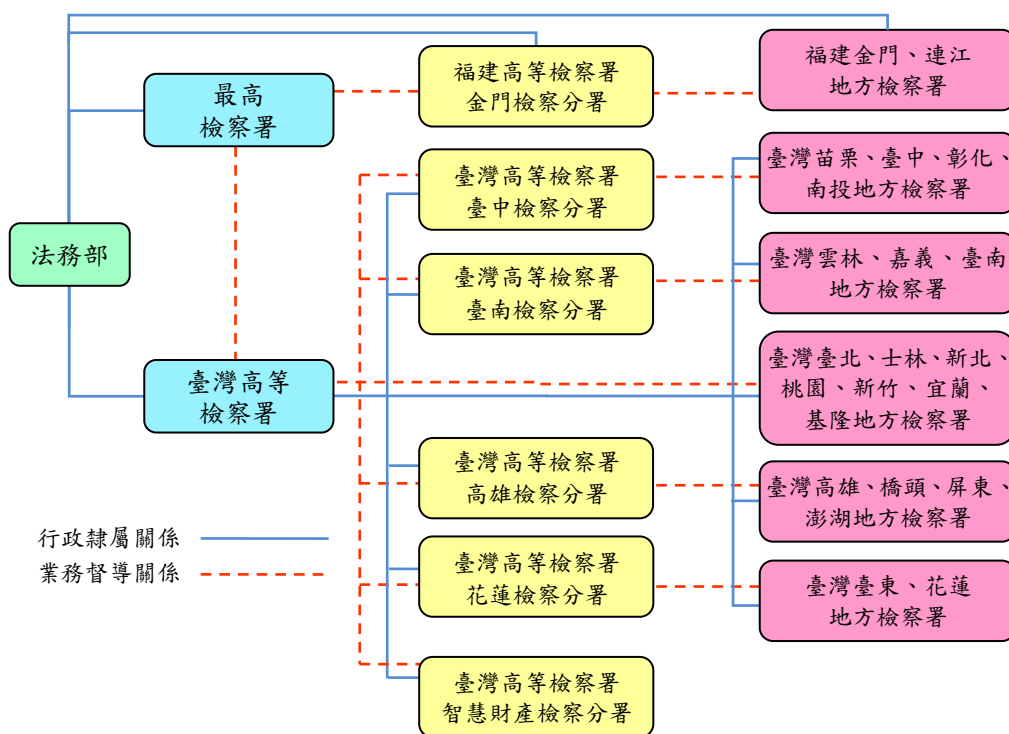 法務部
最高
檢察署
臺灣高等
檢察署
福建高等檢察署
金門檢察分署
臺灣高等檢察署
臺中檢察分署
臺灣高等檢察署
臺南檢察分署
臺灣高等檢察署
高雄檢察分署
臺灣高等檢察署
花蓮檢察分署
臺灣高等檢察署
智慧財產檢察分署
福建金門、連江
地方檢察署
臺灣苗栗、臺中、彰化、
南投地方檢察署
臺灣雲林、嘉義、臺南
地方檢察署
臺灣臺北、士林、新北、
桃園、新竹、宜蘭、
基隆地方檢察署
臺灣高雄、橋頭、屏東、
澎湖地方檢察署
臺灣臺東、花蓮
地方檢察署
行政隸屬關係
業務督導關係